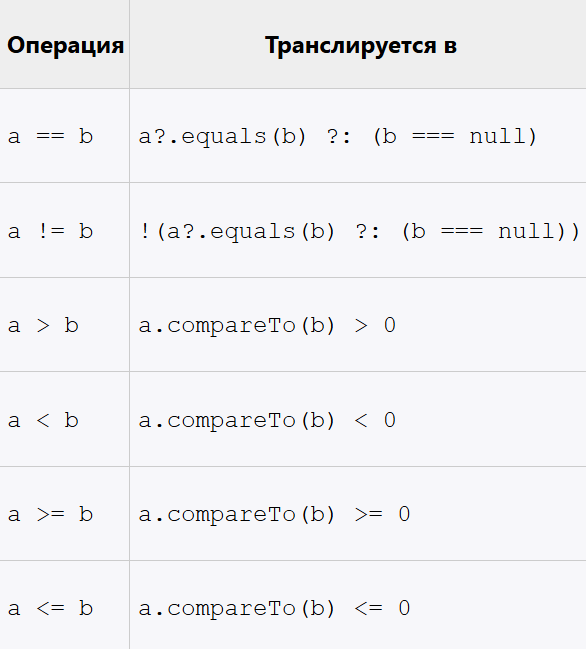 Операция Транслируется в
a == b a?.equals(b) ?: (b === null)
a != b !(a?.equals(b) ?: (b === null))
a > b a.compareTo(b) > 0
a < b a.compareTo(b) < 0
a >= b a.compareTo(b) >= 0
a <= b a.compareTo(b) <= 0